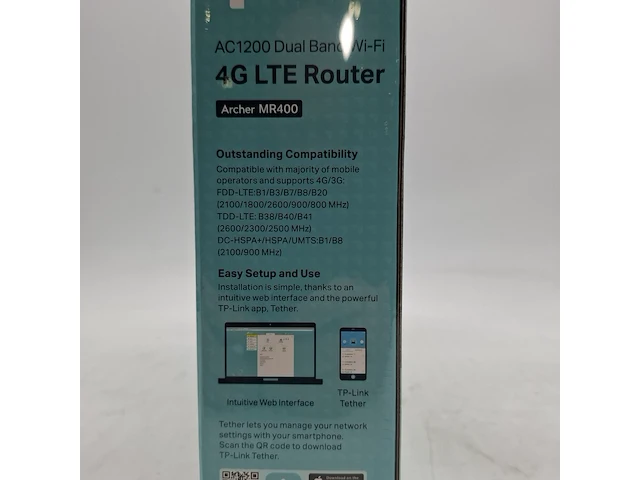 AC1200 Dual Band Wi-Fi
4G LTE Router
Archer MR400
Outstanding Compatibility
Compatible with majority of mobile
operators and supports 4G/3G:
FDD-LTE:B1/B3/B7/B8/B20
(2100/1800/2600/900/800 MHz)
TDD-LTE: B38/B40/B41
(2600/2300/2500 MHz)
DC-HSPA+/HSPA/UMTS:B1/B8
(2100/900 MHz)
Easy Setup and Use
Installation is simple, thanks to an
intuitive web interface and the powerful
TP-Link app, Tether.
Intuitive Web Interface
TP-Link
Tether
Tether lets you manage your network
settings with your smartphone.
Scan the QR code to download
TP-Link Tether.
Download on the